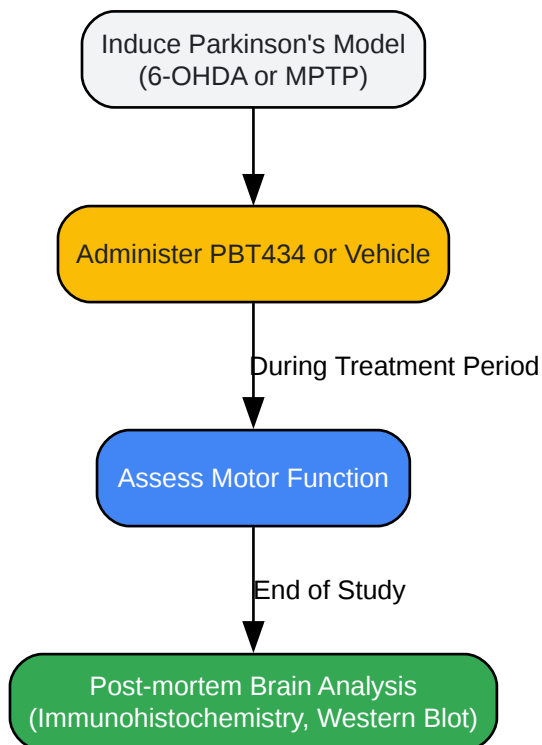 Induce Parkinson's Model
(6-OHDA or MPTP)
Administer PBT434 or Vehicle
During Treatment Period
Assess Motor Function
End of Study
Post-mortem Brain Analysis
(Immunohistochemistry, Western Blot)